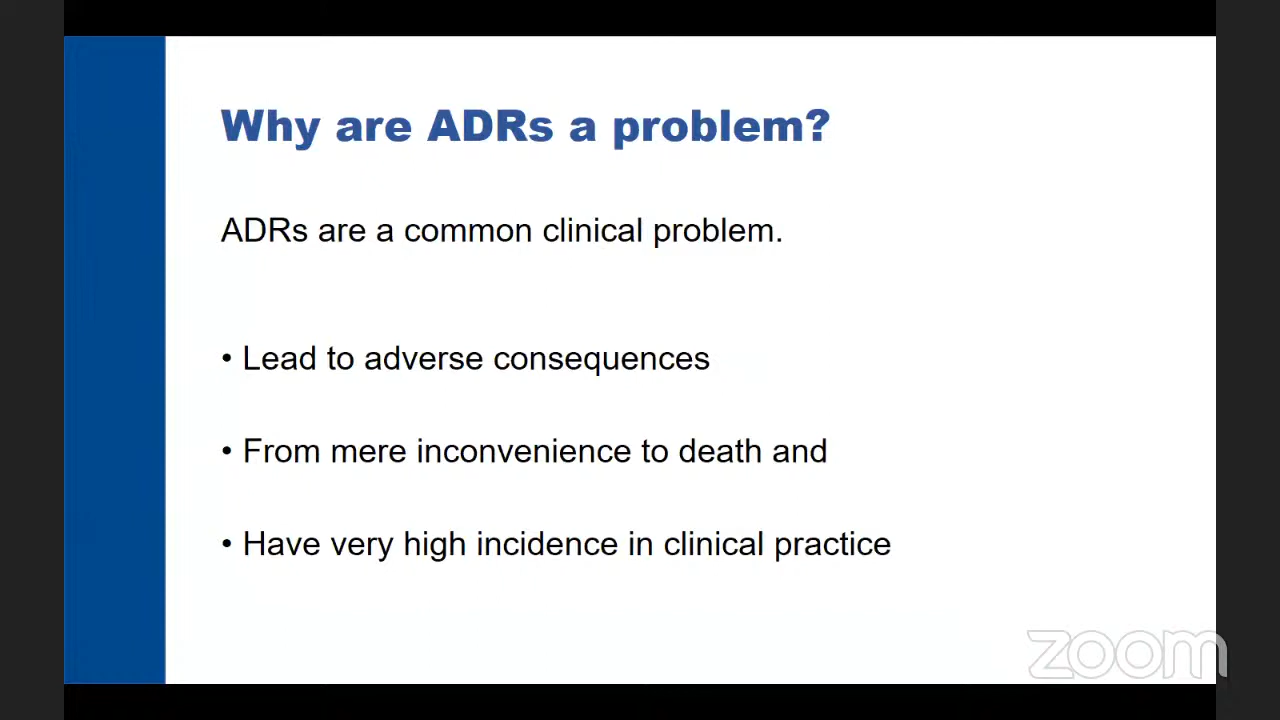 Why are ADRs a problem?
ADRs are a common clinical problem.
• Lead to adverse consequences
• From mere inconvenience to death and
• Have very high incidence in clinical practice
zoom